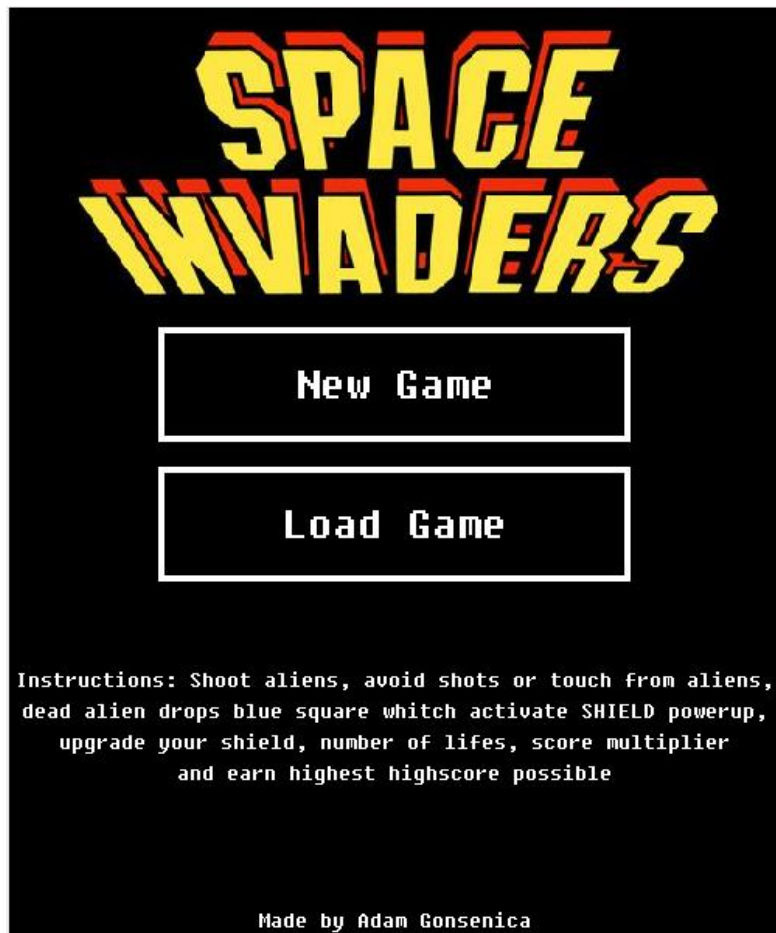 SPACE
INVADERS
New Game
Load Game
Instructions: Shoot aliens, avoid shots or touch from aliens,
dead alien drops blue square whitch activate SHIELD powerup,
upgrade your shield, number of lifes, score multiplier
and earn highest highscore possible
Made by Adam Gonsenica